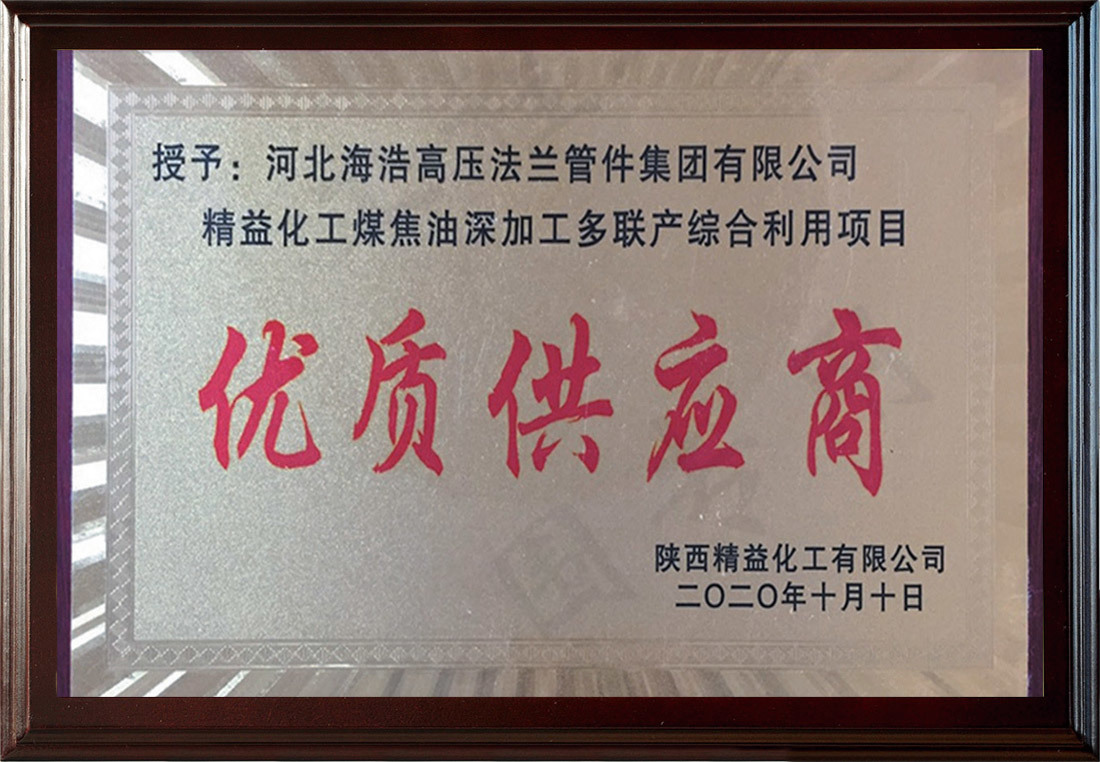 授予：河北海浩高压法兰管件集团有限公司
精益化工煤焦油深加工多联产综合利用项目
优质供应商
陕西精益化工有限公司
二〇二〇年十月十日